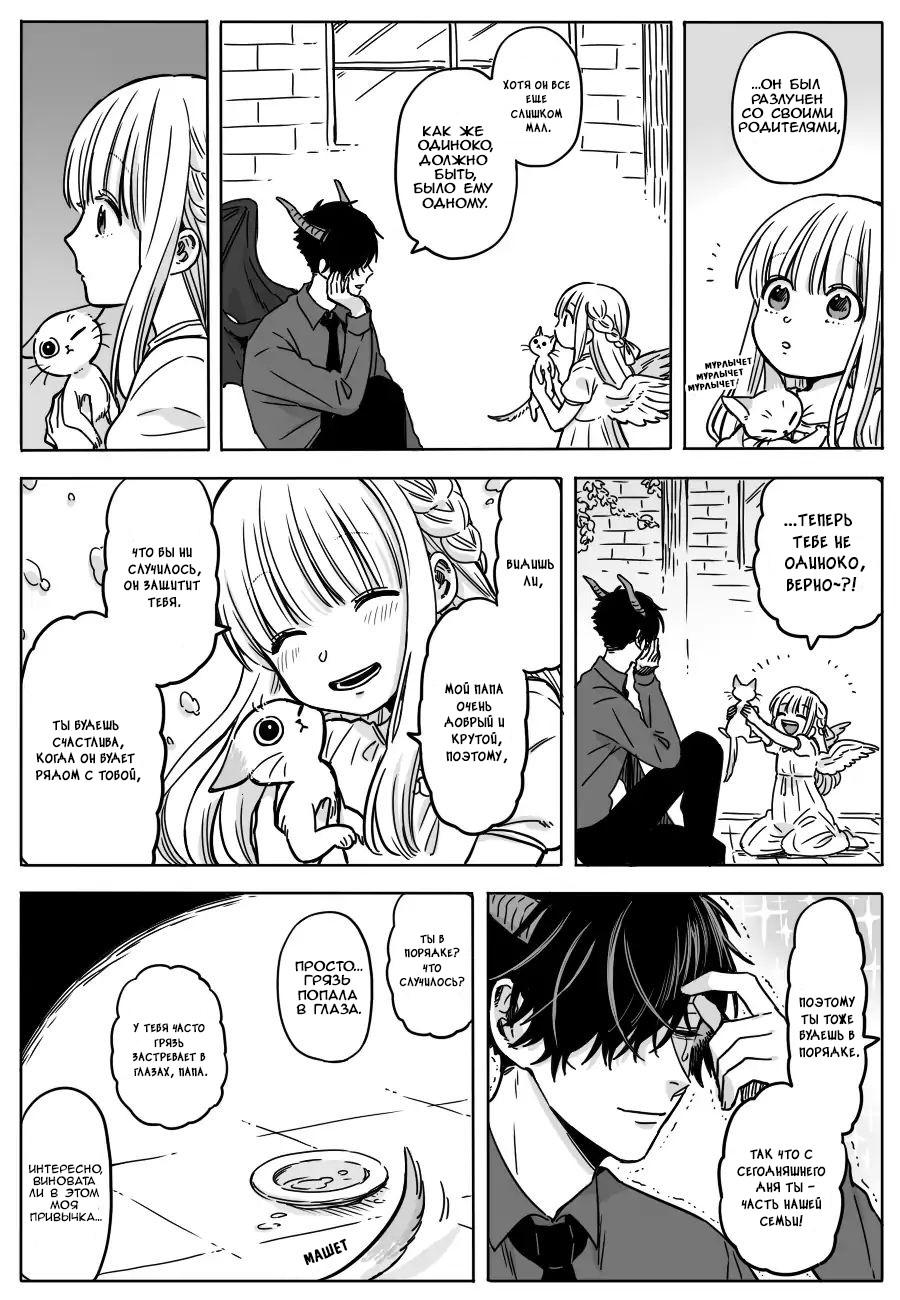 ...ОН БЫЛ
РАЗЛУЧЕН
СО СВОИМИ
РОДИТЕЛЯМИ,
МУРЛЫЧЕТ
МУРЛЫЧЕТ
МУРЛЫЧЕТ
ХОТЯ ОН ВСЕ
ЕЩЕ
СЛИШКОМ
МАЛ.
КАК ЖЕ
ОДИНОКО,
ДОЛЖНО
БЫТЬ,
БЫЛО ЕМУ
ОДНОМУ.
...ТЕПЕРЬ
ТЕБЕ НЕ
ОДИНОКО,
ВЕРНО~?!
ВИДИШЬ
ЛИ,
МОЙ ПАПА
ОЧЕНЬ
ДОБРЫЙ И
КРУТОЙ,
ПОЭТОМУ,
ЧТО БЫ НИ
СЛУЧИЛОСЬ,
ОН ЗАЩИТИТ
ТЕБЯ.
ТЫ БУДЕШЬ
СЧАСТЛИВА,
КОГДА ОН БУДЕТ
РЯДОМ С ТОБОЙ,
ПОЭТОМУ
ТЫ ТОЖЕ
БУДЕШЬ В
ПОРЯДКЕ.
ТАК ЧТО С
СЕГОДНЯШНЕГО
ДНЯ ТЫ –
ЧАСТЬ НАШЕЙ
СЕМЬИ!
ТЫ В
ПОРЯДКЕ?
ЧТО
СЛУЧИЛОСЬ?
ПРОСТО...
ГРЯЗЬ
ПОПАЛА
В ГЛАЗА.
У ТЕБЯ ЧАСТО
ГРЯЗЬ
ЗАСТРЕВАЕТ В
ГЛАЗАХ, ПАПА.
ИНТЕРЕСНО,
ВИНОВАТА
ЛИ В ЭТОМ
МОЯ
ПРИВЫЧКА...
МАШЕТ